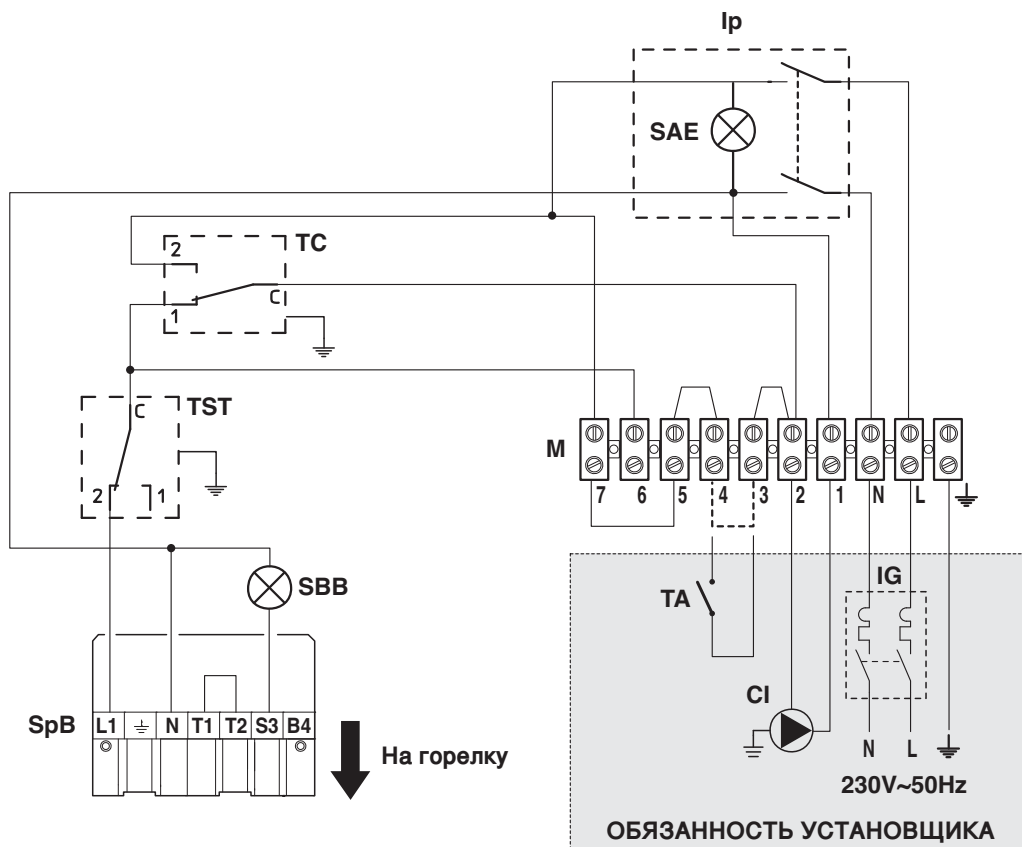 Ip
SAE
2
TC
C
1
C
TST
2
1
M
7 6 5 4 3 2 1 N L
SBB
IG
TA
CI
SpB
L1 N T1 T2 S3 B4
На горелку
N L
230V~50Hz
ОБЯЗАННОСТЬ УСТАНОВЩИКА